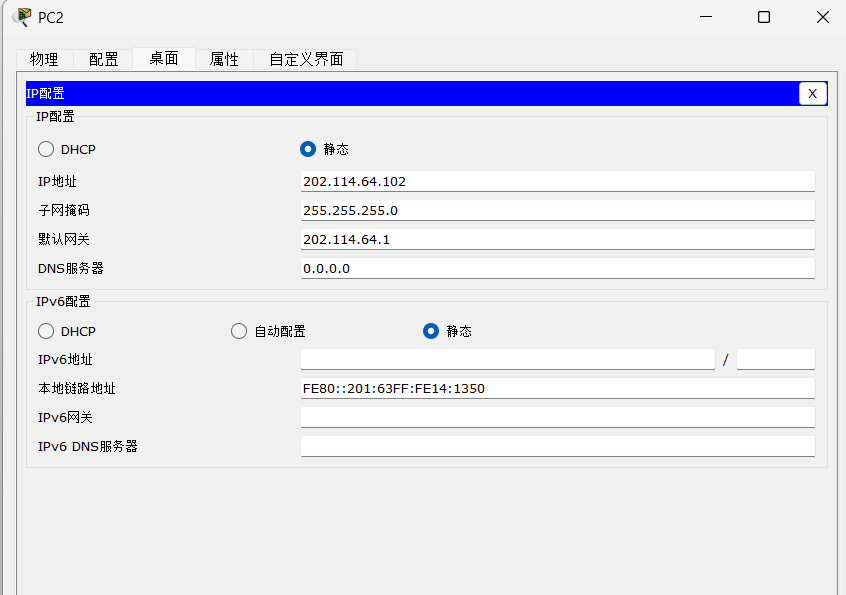 PC2
物理 配置 桌面 属性 自定义界面
IP配置 X
IP配置
DHCP 静态
IP地址 202.114.64.102
子网掩码 255.255.255.0
默认网关 202.114.64.1
DNS服务器 0.0.0.0
IPv6配置
DHCP 自动配置 静态
IPv6地址 /
本地链路地址 FE80::201:63FF:FE14:1350
IPv6网关
IPv6 DNS服务器